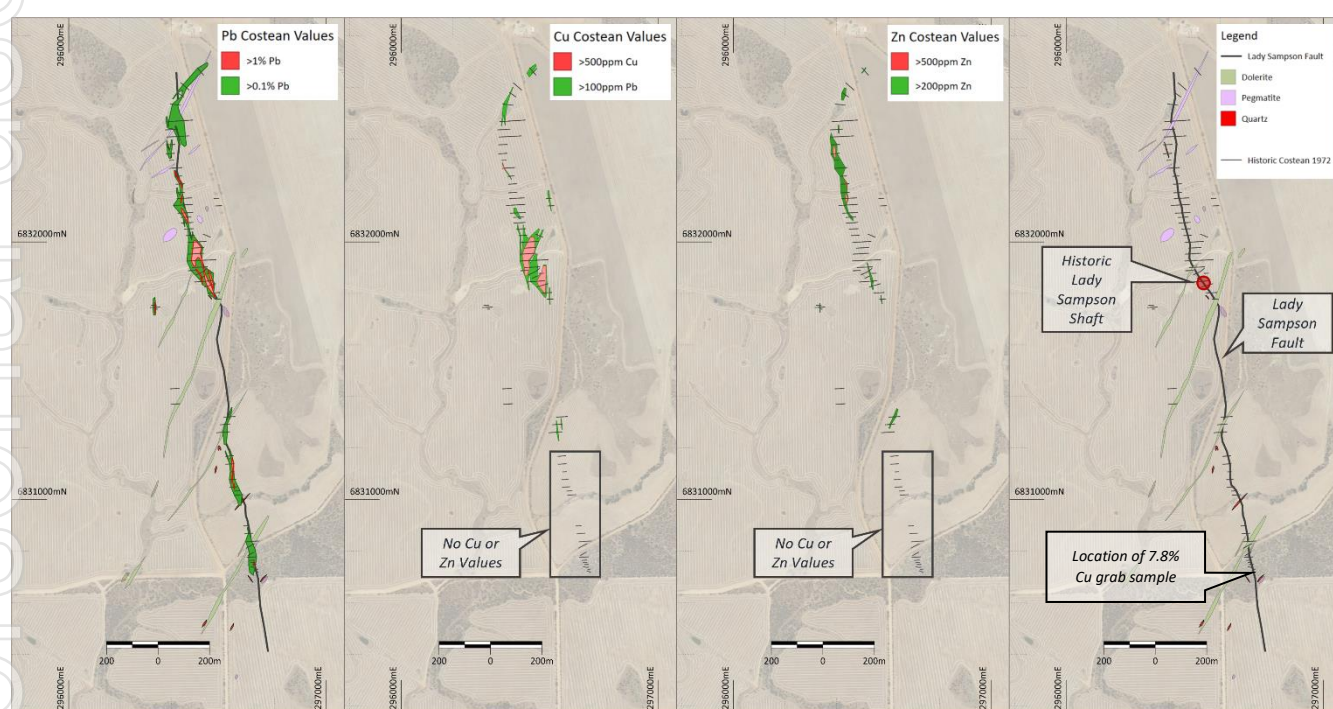 Pb Costean Values
>1% Pb
>0.1% Pb
296000mE
6832000mN
6831000mN
200
0
200m
296000mE
297000mE
Cu Costean Values
>500ppm Cu
>100ppm Pb
296000mE
6832000mN
6831000mN
No Cu or
Zn Values
200
0
200m
296000mE
297000mE
Zn Costean Values
>500ppm Zn
>200ppm Zn
296000mE
6832000mN
6831000mN
No Cu or
Zn Values
200
0
200m
296000mE
297000mE
Legend
Lady Sampson Fault
Dolerite
Pegmatite
Quartz
Historic Costean 1972
296000mE
6832000mN
Historic
Lady
Sampson
Shaft
Lady
Sampson
Fault
6831000mN
Location of 7.8%
Cu grab sample
200
0
200m
296000mE
297000mE